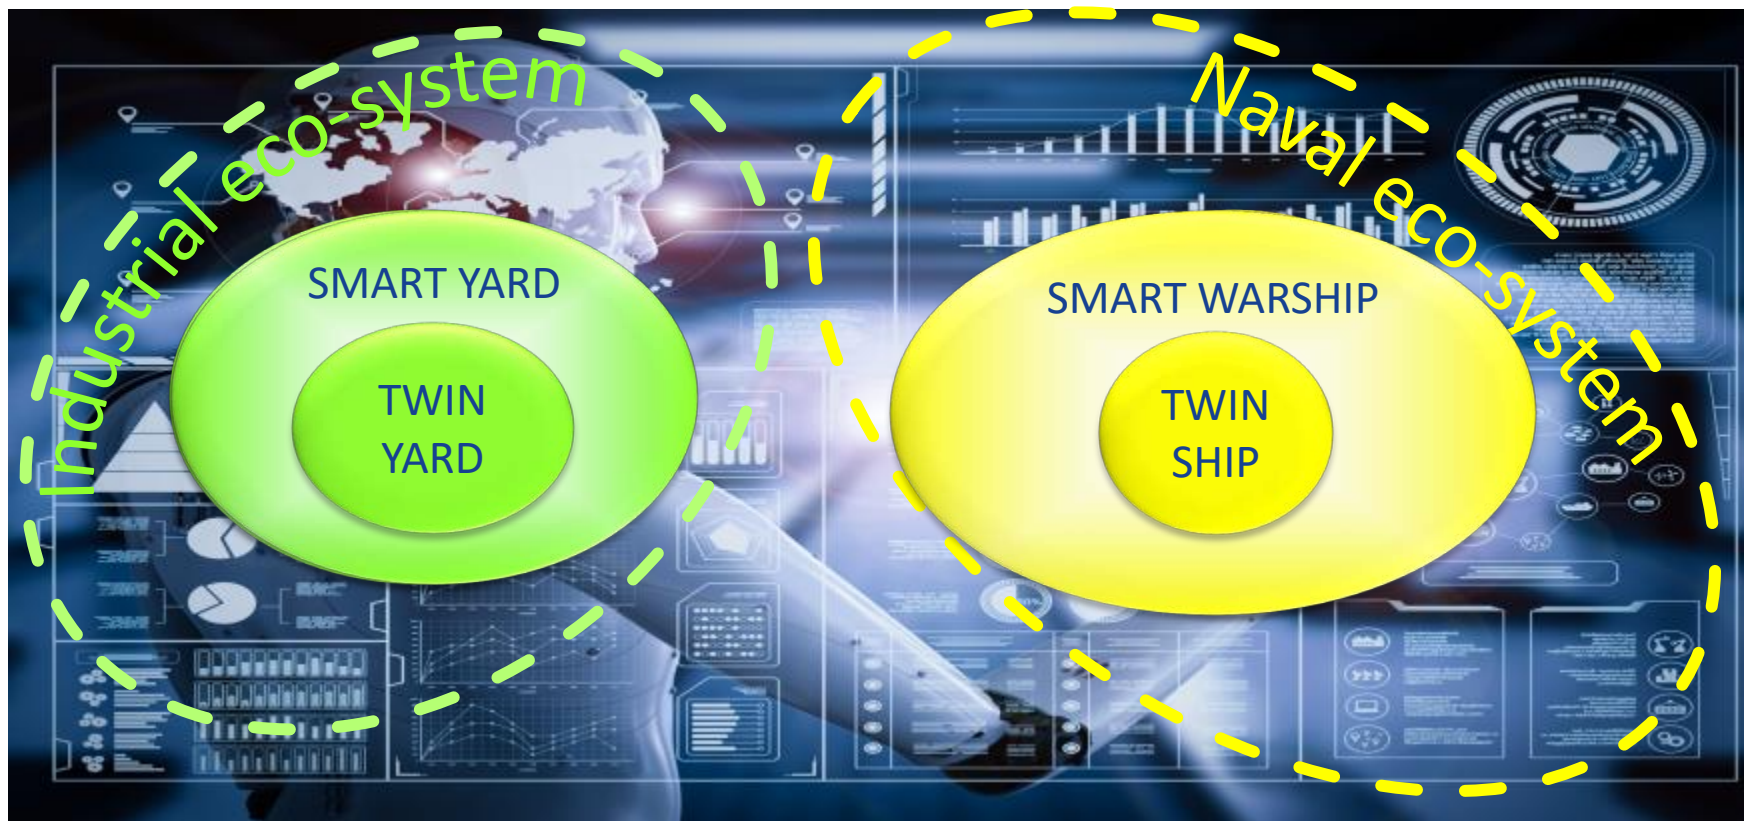 Industrial eco-system
SMART YARD
TWIN
YARD
Naval eco-system
SMART WARSHIP
TWIN
SHIP